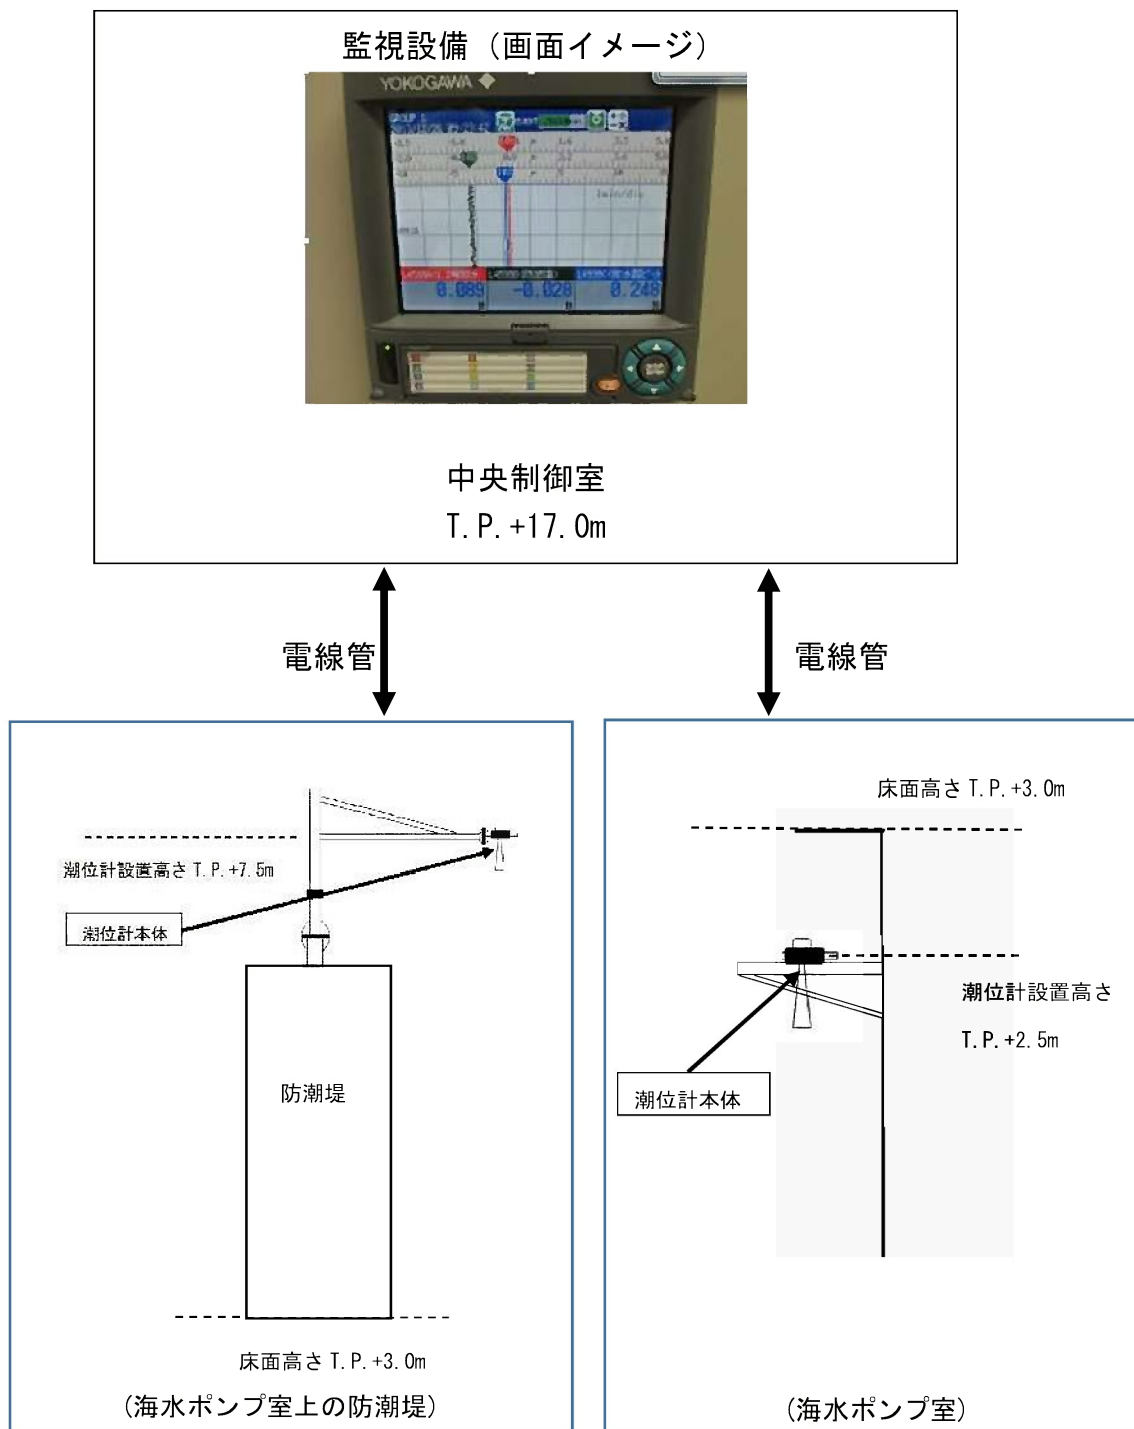 監視設備（画面イメージ）
YOKOGAWA
0.089 -0.028 0.248
中央制御室
T.P.+17.0m
電線管
電線管
潮位計設置高さ T.P.+7.5m
潮位計本体
防潮堤
床面高さ T.P.+3.0m
(海水ポンプ室上の防潮堤)
床面高さ T.P.+3.0m
潮位計設置高さ
T.P.+2.5m
潮位計本体
(海水ポンプ室)